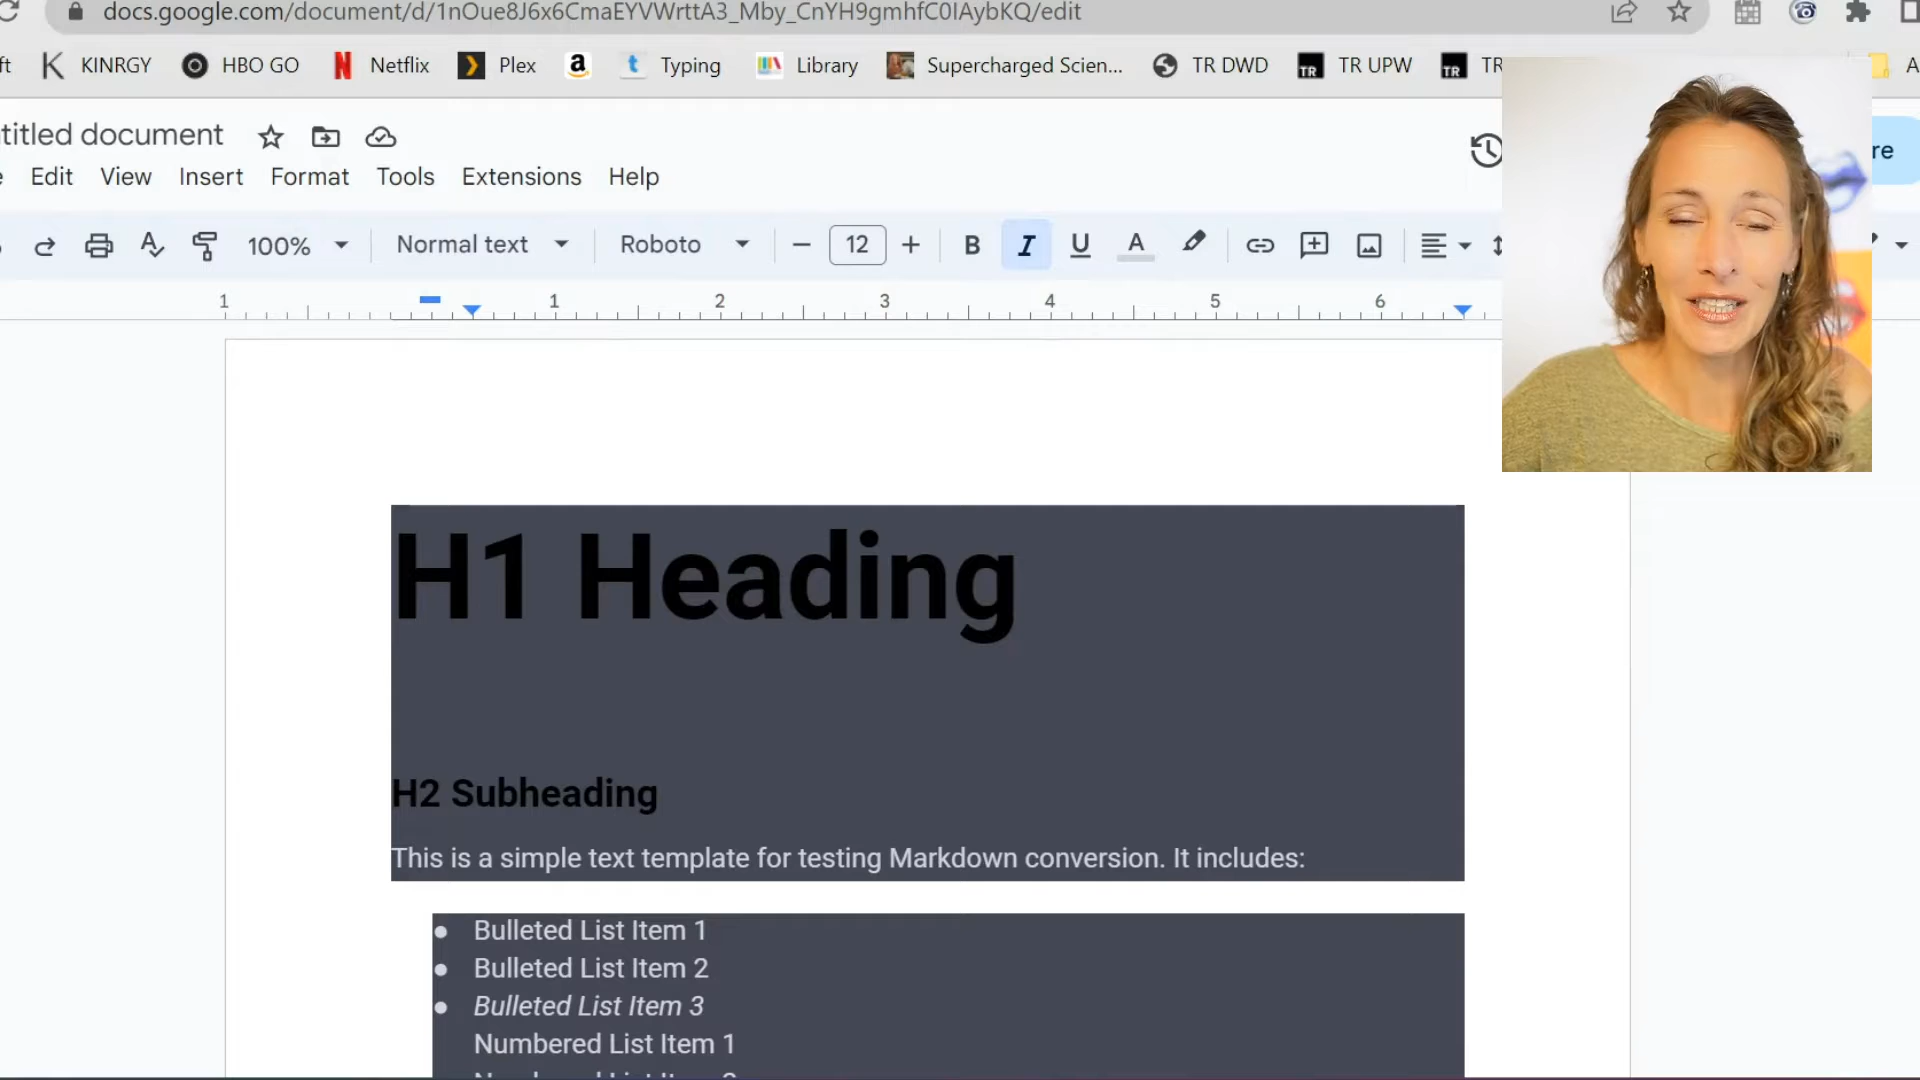 docs.google.com/document/d/1nOue8J6x6CmaEYVWrttA3_Mby_CnYH9gmhfC0IAybKQ/edit
ft KINRGY HBO GO Netflix Plex a t Typing Library Supercharged Scien... TR DWD TR UPW TR A
titled document
re
e Edit View Insert Format Tools Extensions Help
100% Normal text Roboto 12 B I U A
1 1 2 3 4 5 6
H1 Heading
H2 Subheading
This is a simple text template for testing Markdown conversion. It includes:
● Bulleted List Item 1
● Bulleted List Item 2
● Bulleted List Item 3
Numbered List Item 1